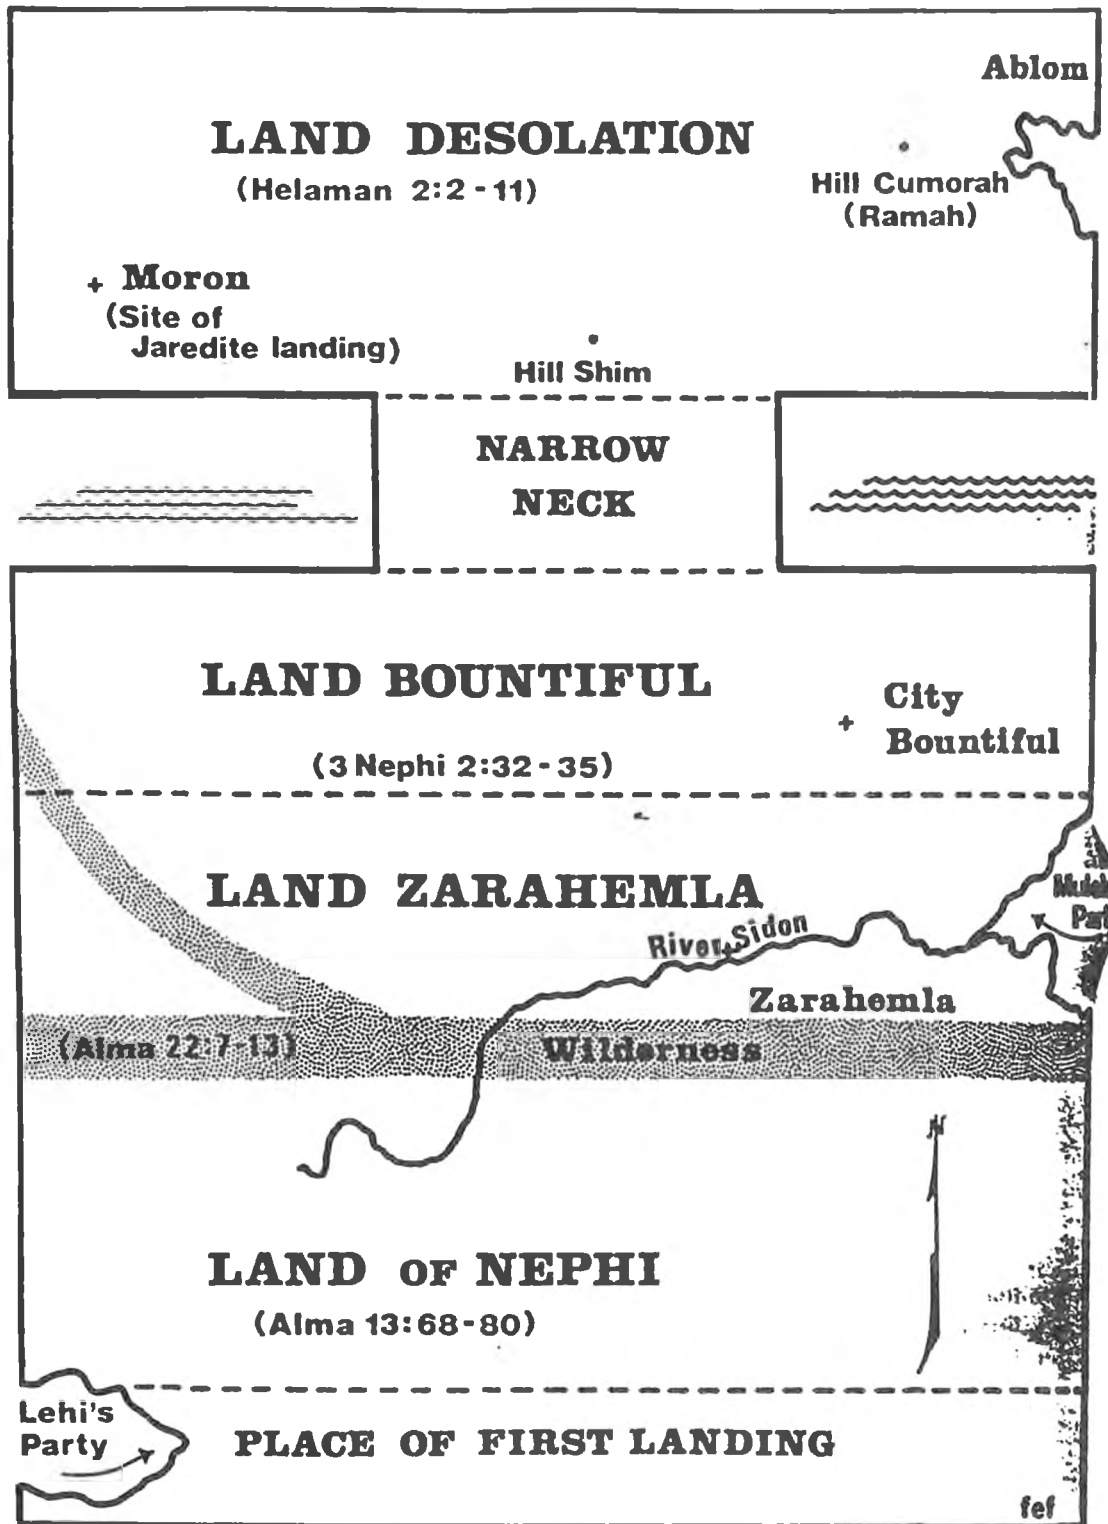 Ablom
LAND DESOLATION
(Helaman 2:2-11)
Hill Cumorah
(Ramah)
+ Moron
(Site of
Jaredite landing)
Hill Shim
NARROW
NECK
LAND BOUNTIFUL
(3 Nephi 2:32-35)
+ City
Bountiful
LAND ZARAHEMLA
River Sidon
Zarahemla
(Alma 22:7-13)
Wilderness
N
LAND OF NEPHI
(Alma 13:68-80)
Lehi's
Party
PLACE OF FIRST LANDING
fef